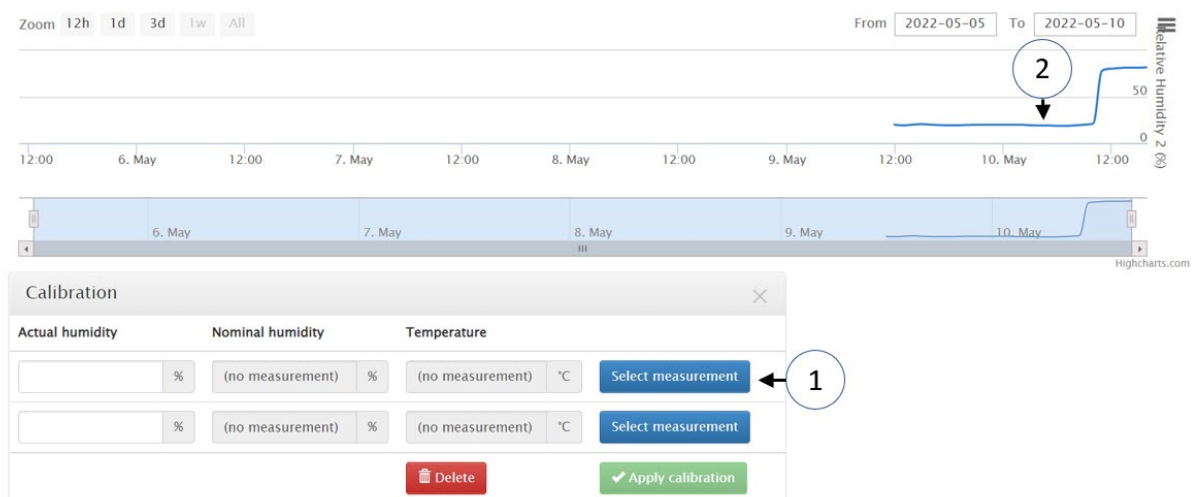 Zoom 12h 1d 3d 1w All From 2022-05-05 To 2022-05-10
2
Relative Humidity 2 (%)
50
0
12:00 6. May 12:00 7. May 12:00 8. May 12:00 9. May 12:00 10. May 12:00
6. May 7. May 8. May 9. May 10. May
Highcharts.com
Calibration
Actual humidity Nominal humidity Temperature
% (no measurement) % (no measurement) °C Select measurement 1
% (no measurement) % (no measurement) °C Select measurement
Delete Apply calibration